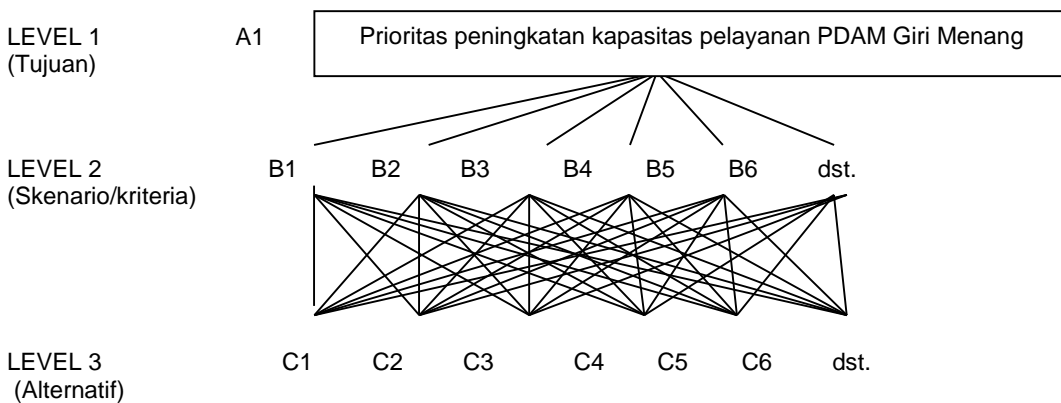 LEVEL 1 A1 Prioritas peningkatan kapasitas pelayanan PDAM Giri Menang
(Tujuan)
LEVEL 2 B1 B2 B3 B4 B5 B6 dst.
(Skenario/kriteria)
LEVEL 3 C1 C2 C3 C4 C5 C6 dst.
(Alternatif)